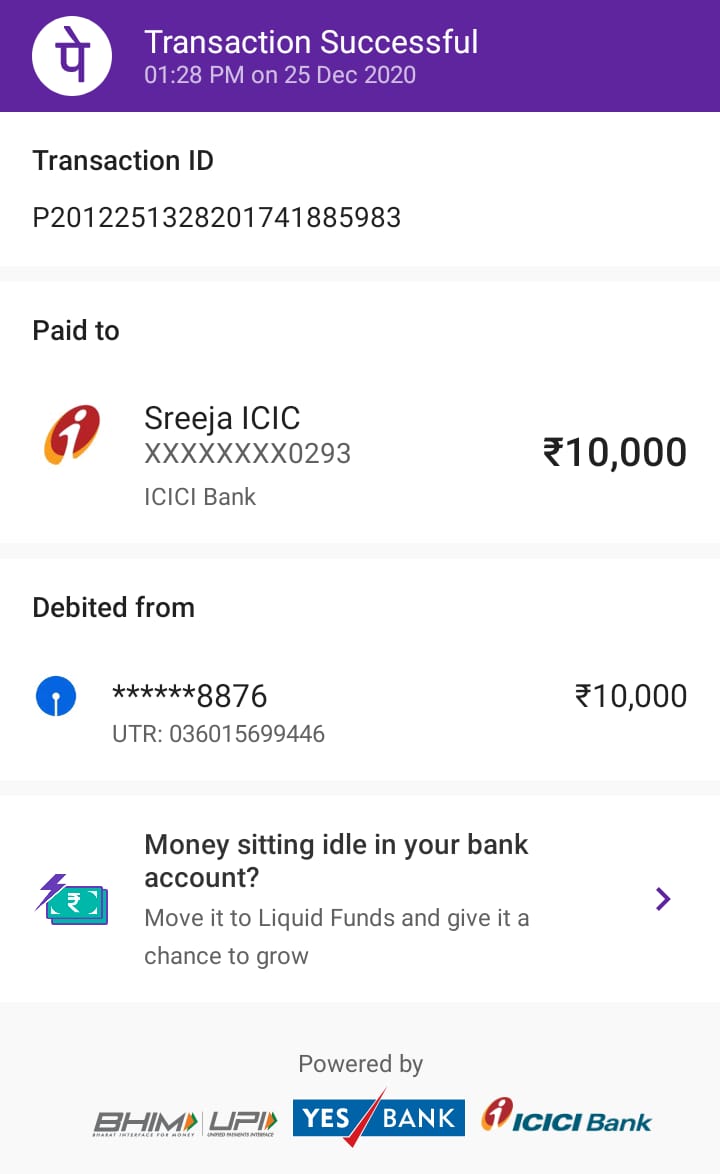 पे
Transaction Successful
01:28 PM on 25 Dec 2020
Transaction ID
P2012251328201741885983
Paid to
Sreeja ICIC
XXXXXXXX0293
₹10,000
ICICI Bank
Debited from
******8876
₹10,000
UTR: 036015699446
Money sitting idle in your bank
account?
Move it to Liquid Funds and give it a
chance to grow
Powered by
BHIM UPI YES BANK ICICI Bank
BHARAT INTERFACE FOR MONEY UNIFIED PAYMENTS INTERFACE